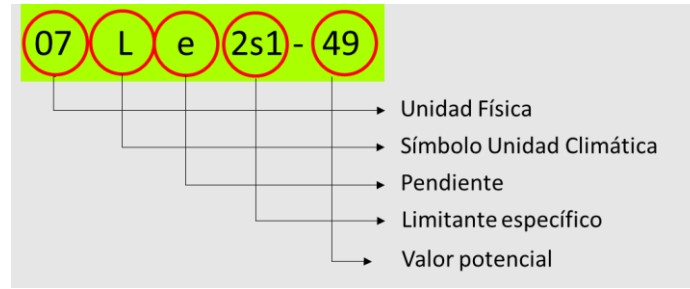 07 L e 2s1 - 49
Unidad Física
Símbolo Unidad Climática
Pendiente
Limitante específico
Valor potencial